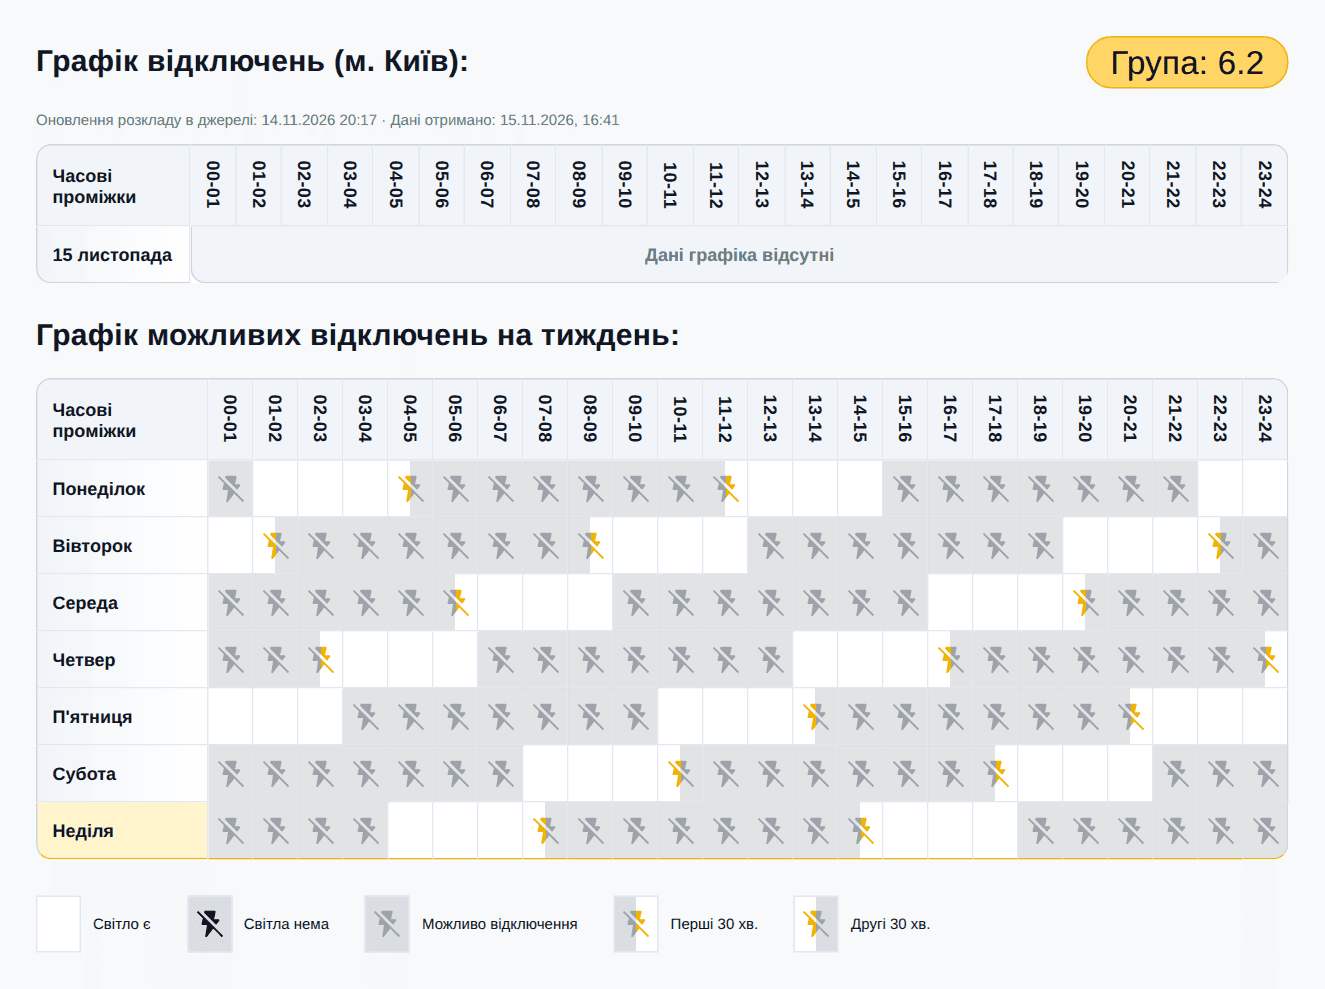 Графік відключень (м. Київ):
Група: 6.2
Оновлення розкладу в джерелі: 14.11.2026 20:17 · Дані отримано: 15.11.2026, 16:41
Часові
проміжки
00-01 01-02 02-03 03-04 04-05 05-06 06-07 07-08 08-09 09-10 10-11 11-12 12-13 13-14 14-15 15-16 16-17 17-18 18-19 19-20 20-21 21-22 22-23 23-24
15 листопада
Дані графіка відсутні
Графік можливих відключень на тиждень:
Часові
проміжки
00-01 01-02 02-03 03-04 04-05 05-06 06-07 07-08 08-09 09-10 10-11 11-12 12-13 13-14 14-15 15-16 16-17 17-18 18-19 19-20 20-21 21-22 22-23 23-24
Понеділок
Вівторок
Середа
Четвер
П'ятниця
Субота
Неділя
Світло є
Світла нема
Можливо відключення
Перші 30 хв.
Другі 30 хв.